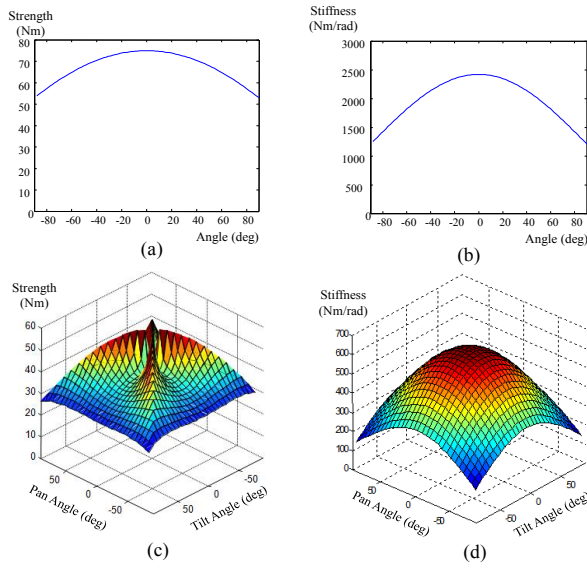 Strength
(Nm)
80
70
60
50
40
30
20
10
0
-80 -60 -40 -20 0 20 40 60 80
Angle (deg)
(a)
Stiffness
(Nm/rad)
3000
2500
2000
1500
1000
500
0
-80 -60 -40 -20 0 20 40 60 80
Angle (deg)
(b)
Strength
(Nm)
60
50
40
30
20
10
0
50 0 -50
Pan Angle (deg)
50 0 -50
Tilt Angle (deg)
(c)
Stiffness
(Nm/rad)
700
600
500
400
300
200
100
0
50 0 -50
Pan Angle (deg)
-50 0 50
Tilt Angle (deg)
(d)